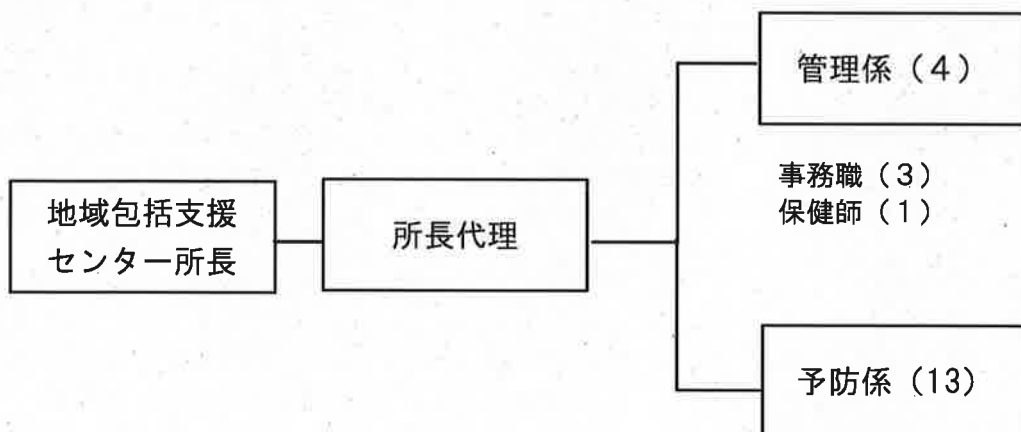 地域包括支援
センター所長
所長代理
管理係（４）
事務職（３）
保健師（１）
予防係（13）